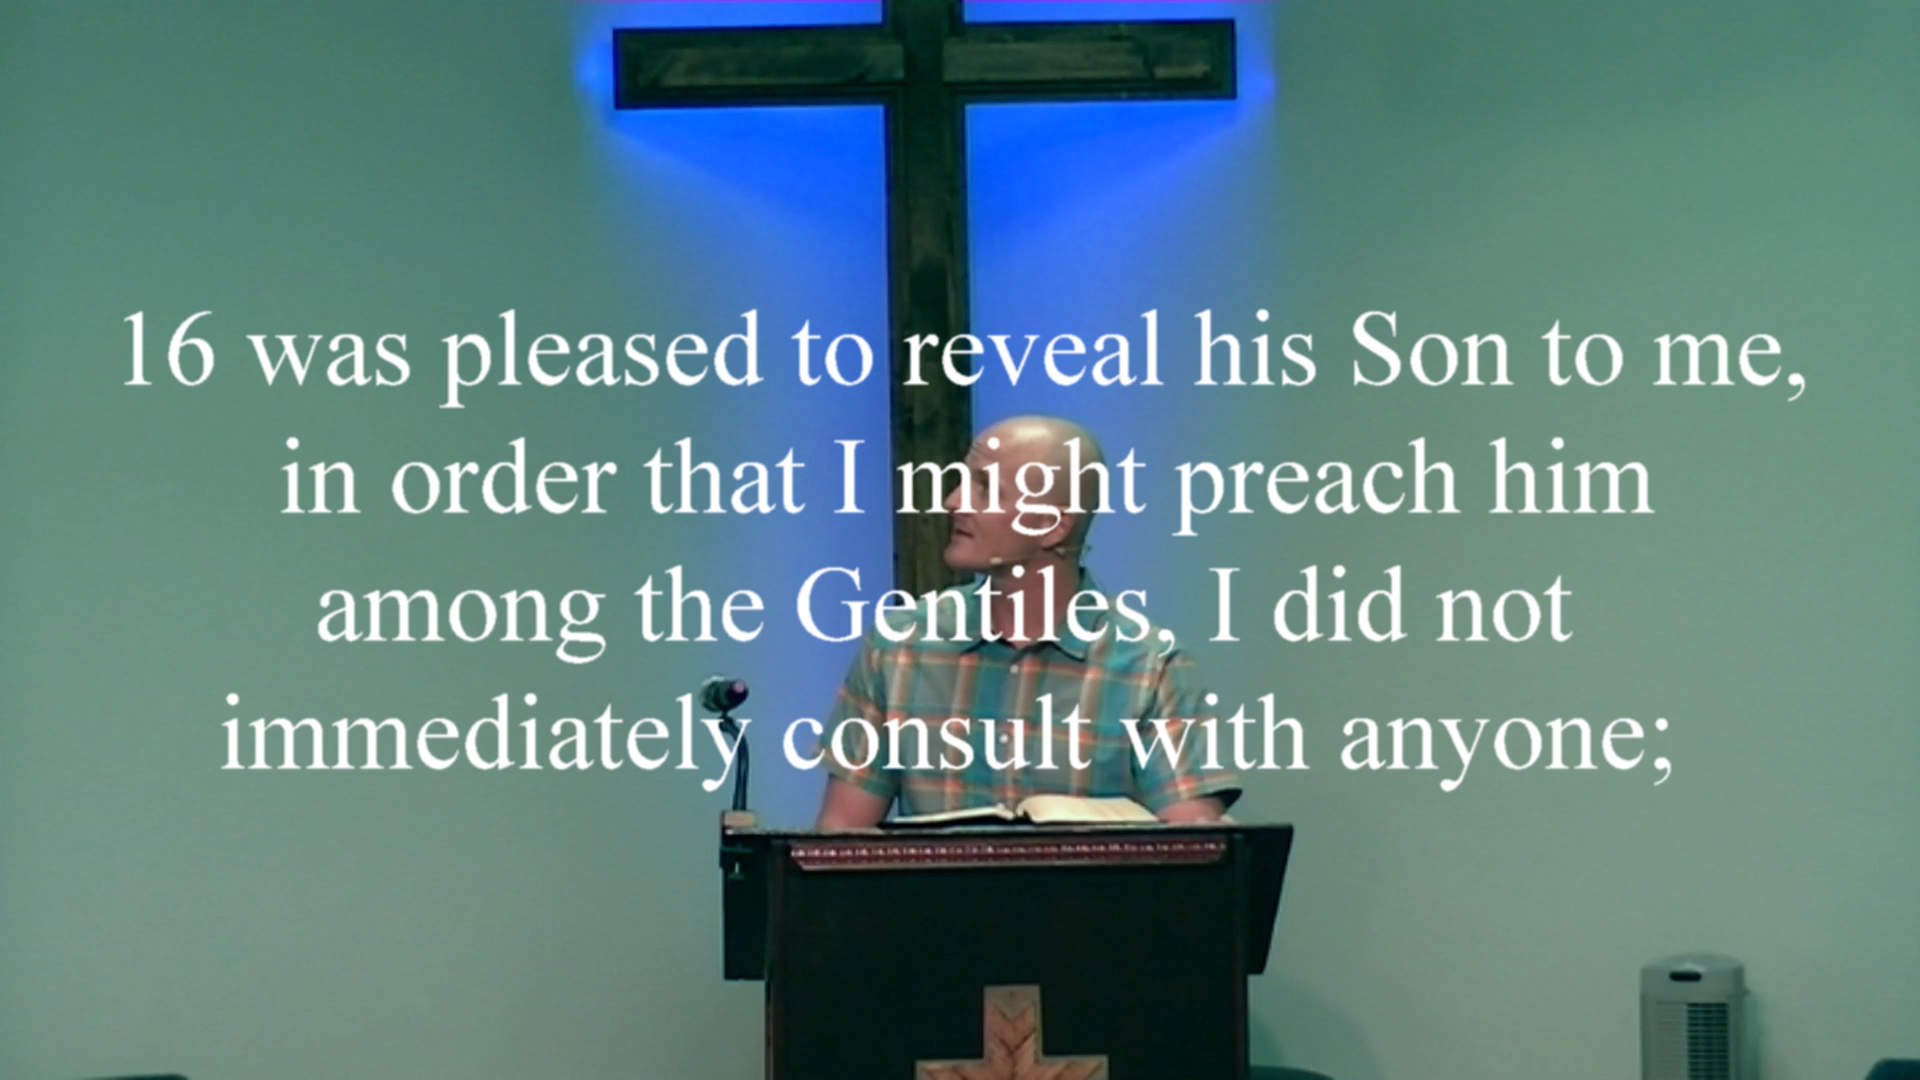 16 was pleased to reveal his Son to me,
in order that I might preach him
among the Gentiles, I did not
immediately consult with anyone;